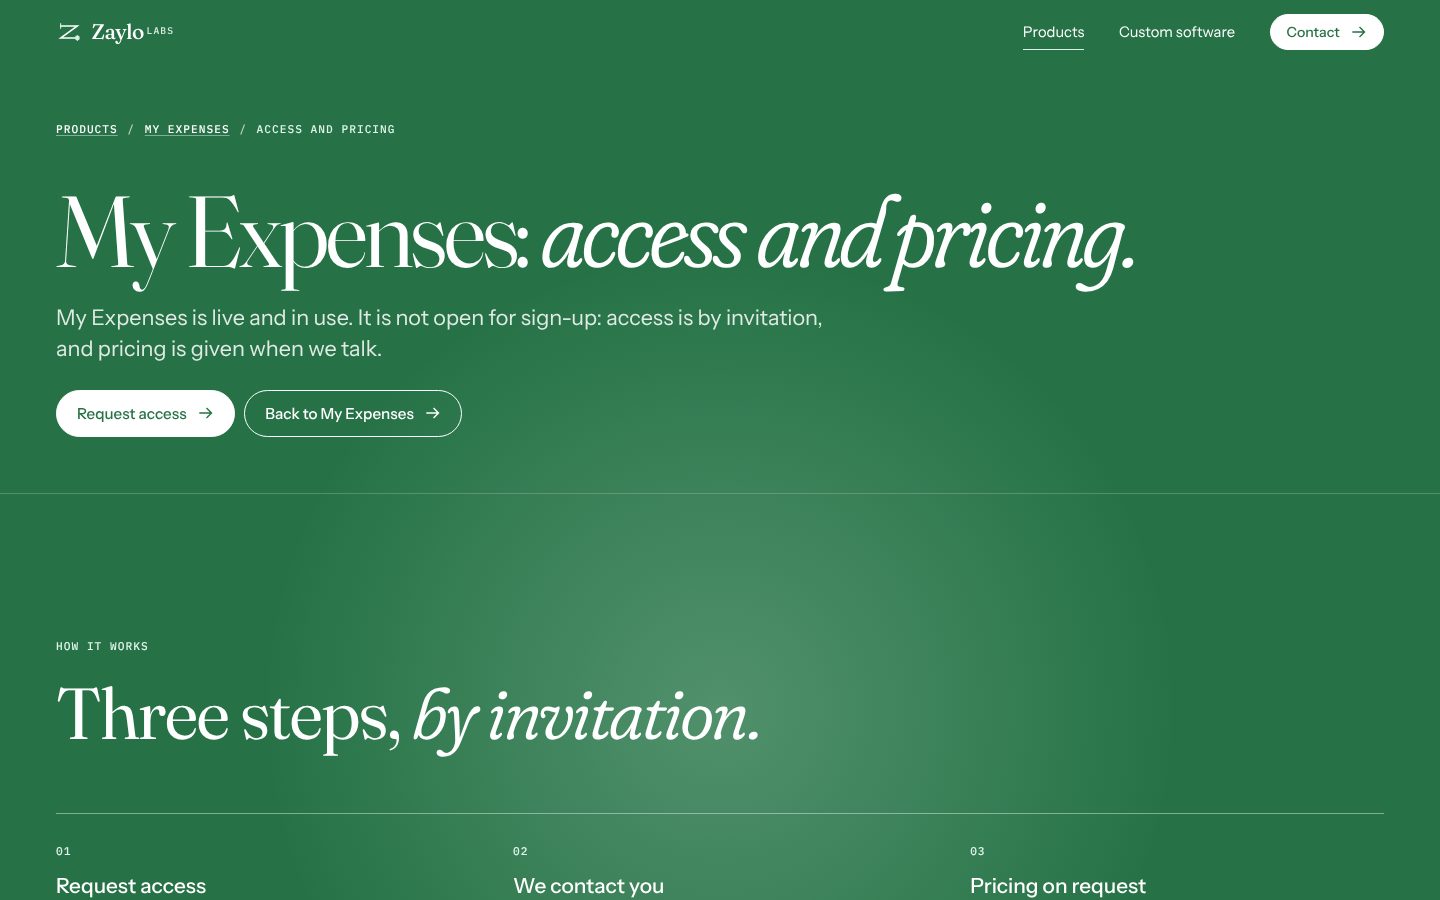 Zaylo LABS
Products
Custom software
Contact
PRODUCTS / MY EXPENSES / ACCESS AND PRICING
My Expenses: access and pricing.
My Expenses is live and in use. It is not open for sign-up: access is by invitation,
and pricing is given when we talk.
Request access
Back to My Expenses
HOW IT WORKS
Three steps, by invitation.
01
Request access
02
We contact you
03
Pricing on request